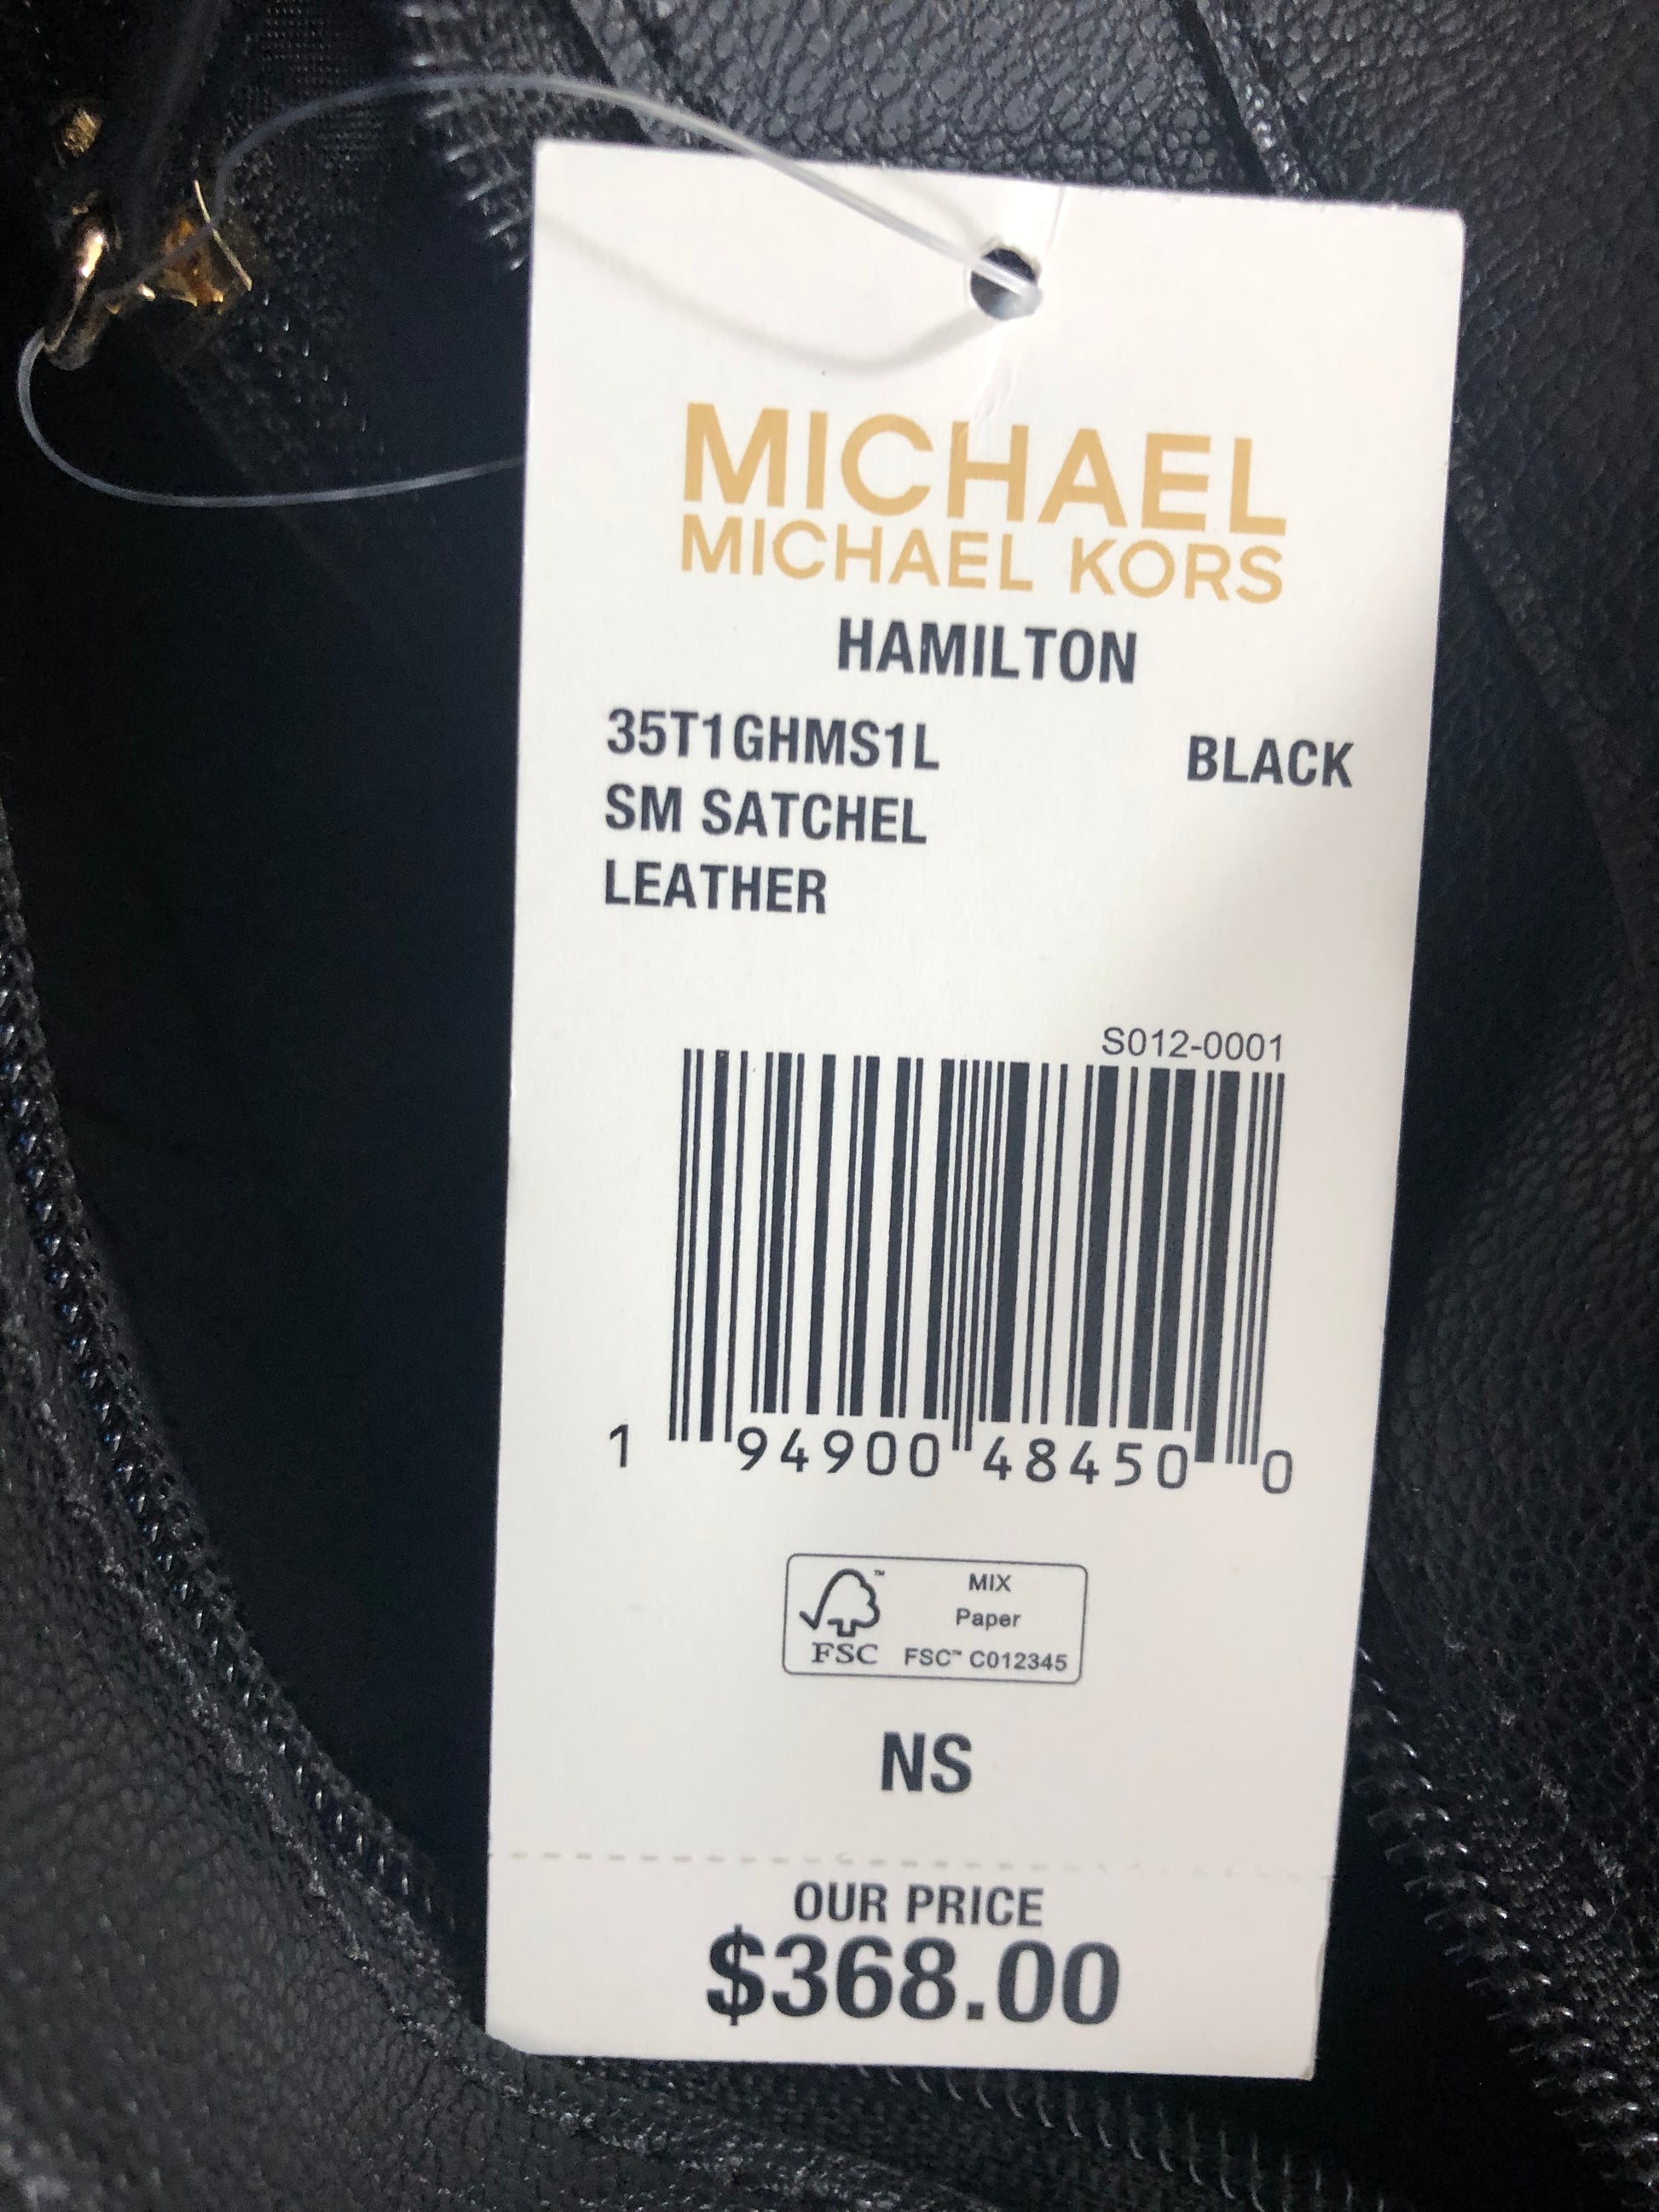 MICHAEL
MICHAEL KORS
HAMILTON
35T1GHMS1L BLACK
SM SATCHEL
LEATHER
S012-0001
1 94900 48450 0
FSC
™
MIX
Paper
FSC™ C012345
NS
OUR PRICE
$368.00